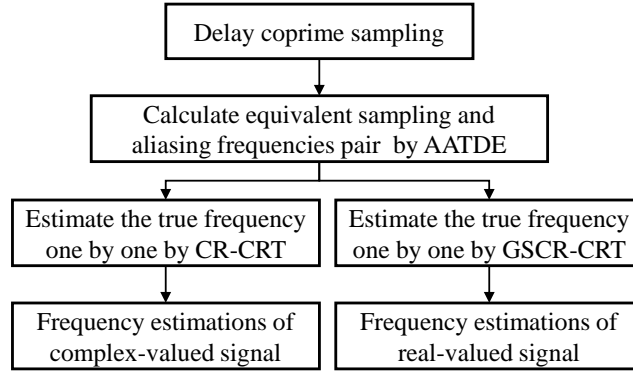 Delay coprime sampling
Calculate equivalent sampling and
aliasing frequencies pair by AATDE
Estimate the true frequency
one by one by CR-CRT
Estimate the true frequency
one by one by GSCR-CRT
Frequency estimations of
complex-valued signal
Frequency estimations of
real-valued signal